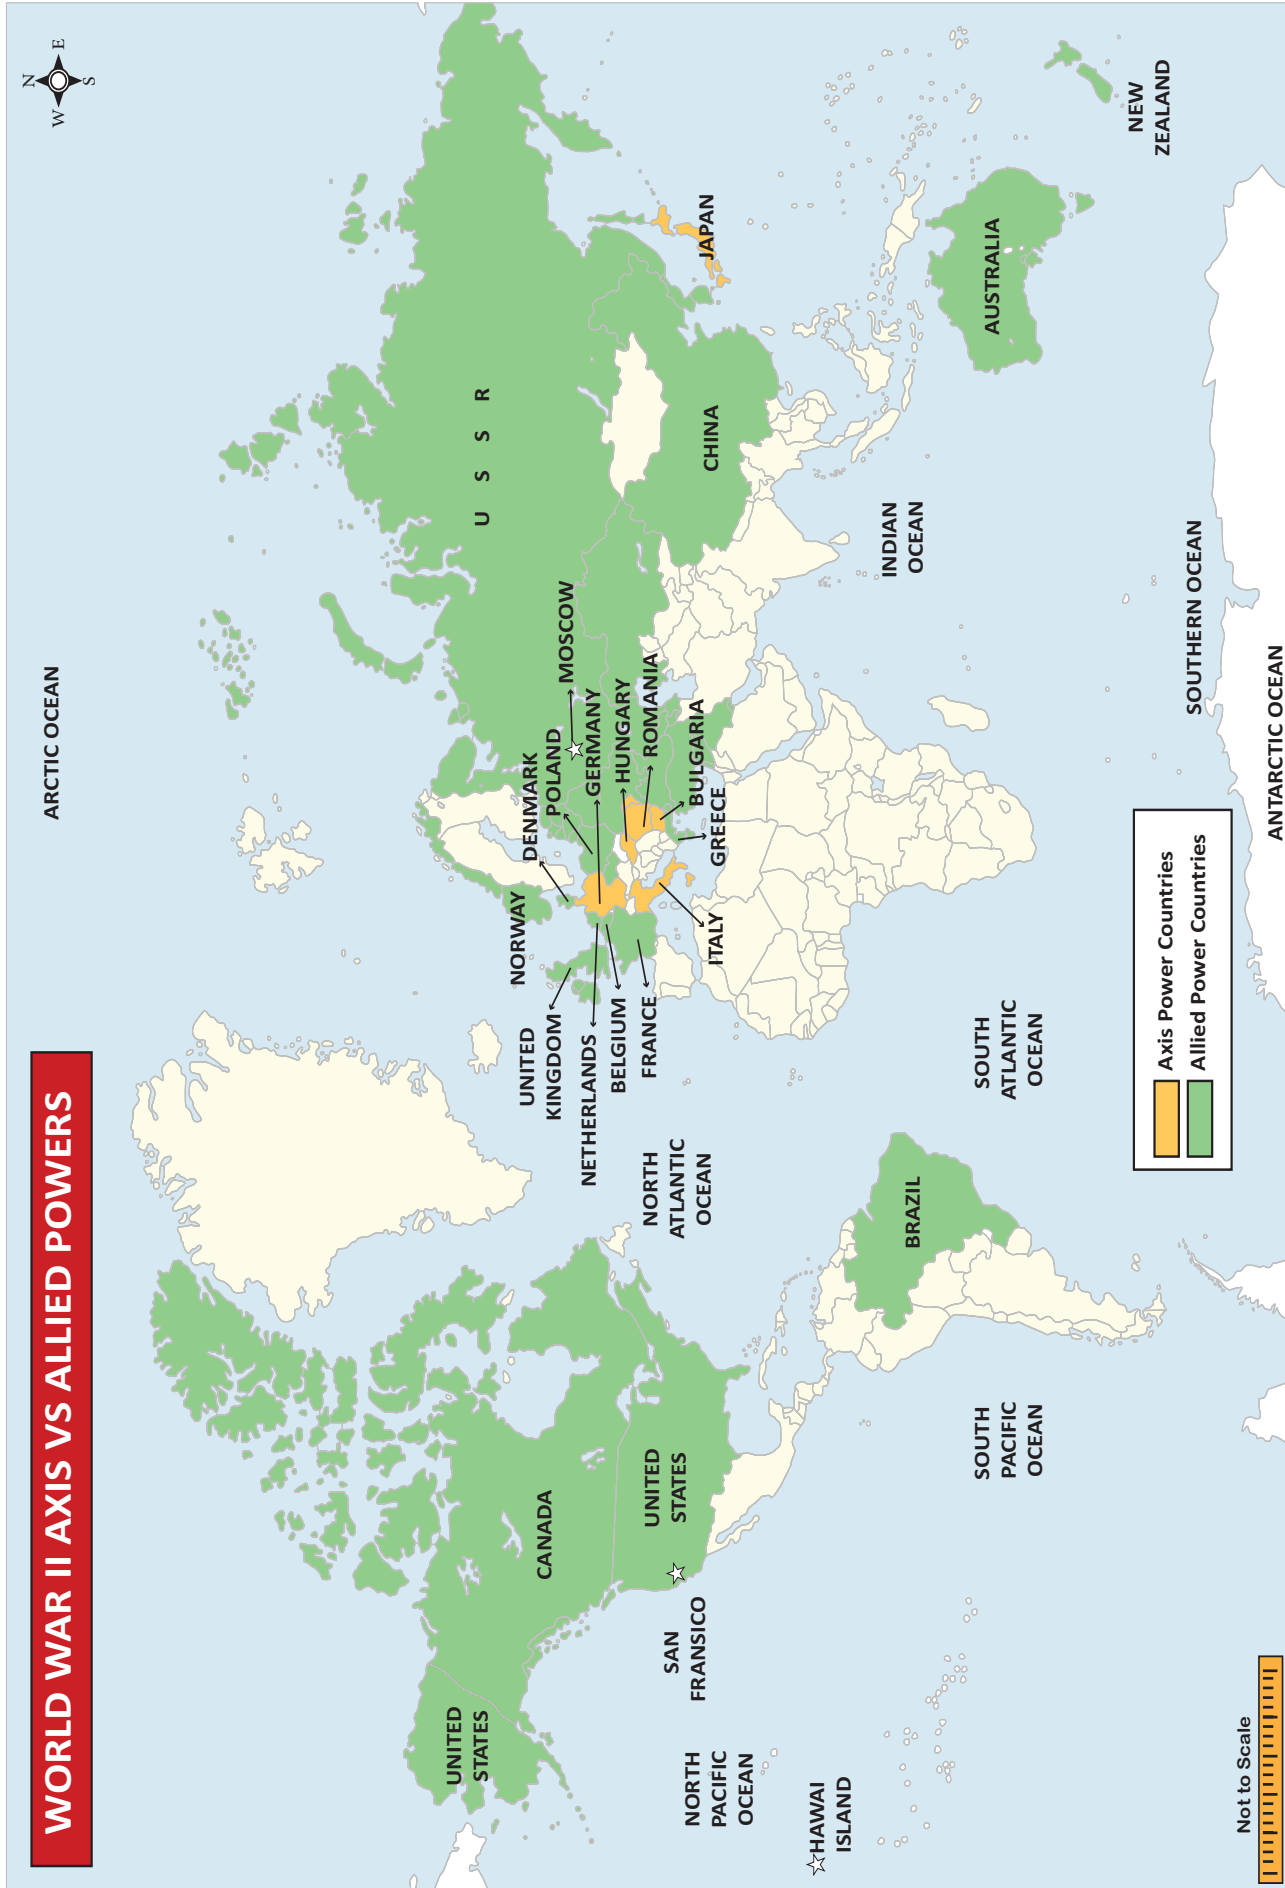 WORLD WAR II AXIS VS ALLIED POWERS
N
W
E
S
ARCTIC OCEAN
UNITED
STATES
CANADA
UNITED
STATES
SAN
FRANSICO
NORTH
PACIFIC
OCEAN
HAWAI
ISLAND
NORTH
ATLANTIC
OCEAN
BRAZIL
SOUTH
PACIFIC
OCEAN
SOUTH
ATLANTIC
OCEAN
NORWAY
DENMARK
POLAND
MOSCOW
GERMANY
HUNGARY
ROMANIA
BULGARIA
GREECE
ITALY
UNITED
KINGDOM
NETHERLANDS
BELGIUM
FRANCE
U S S R
CHINA
JAPAN
INDIAN
OCEAN
AUSTRALIA
NEW
ZEALAND
SOUTHERN OCEAN
ANTARCTIC OCEAN
Axis Power Countries
Allied Power Countries
Not to Scale